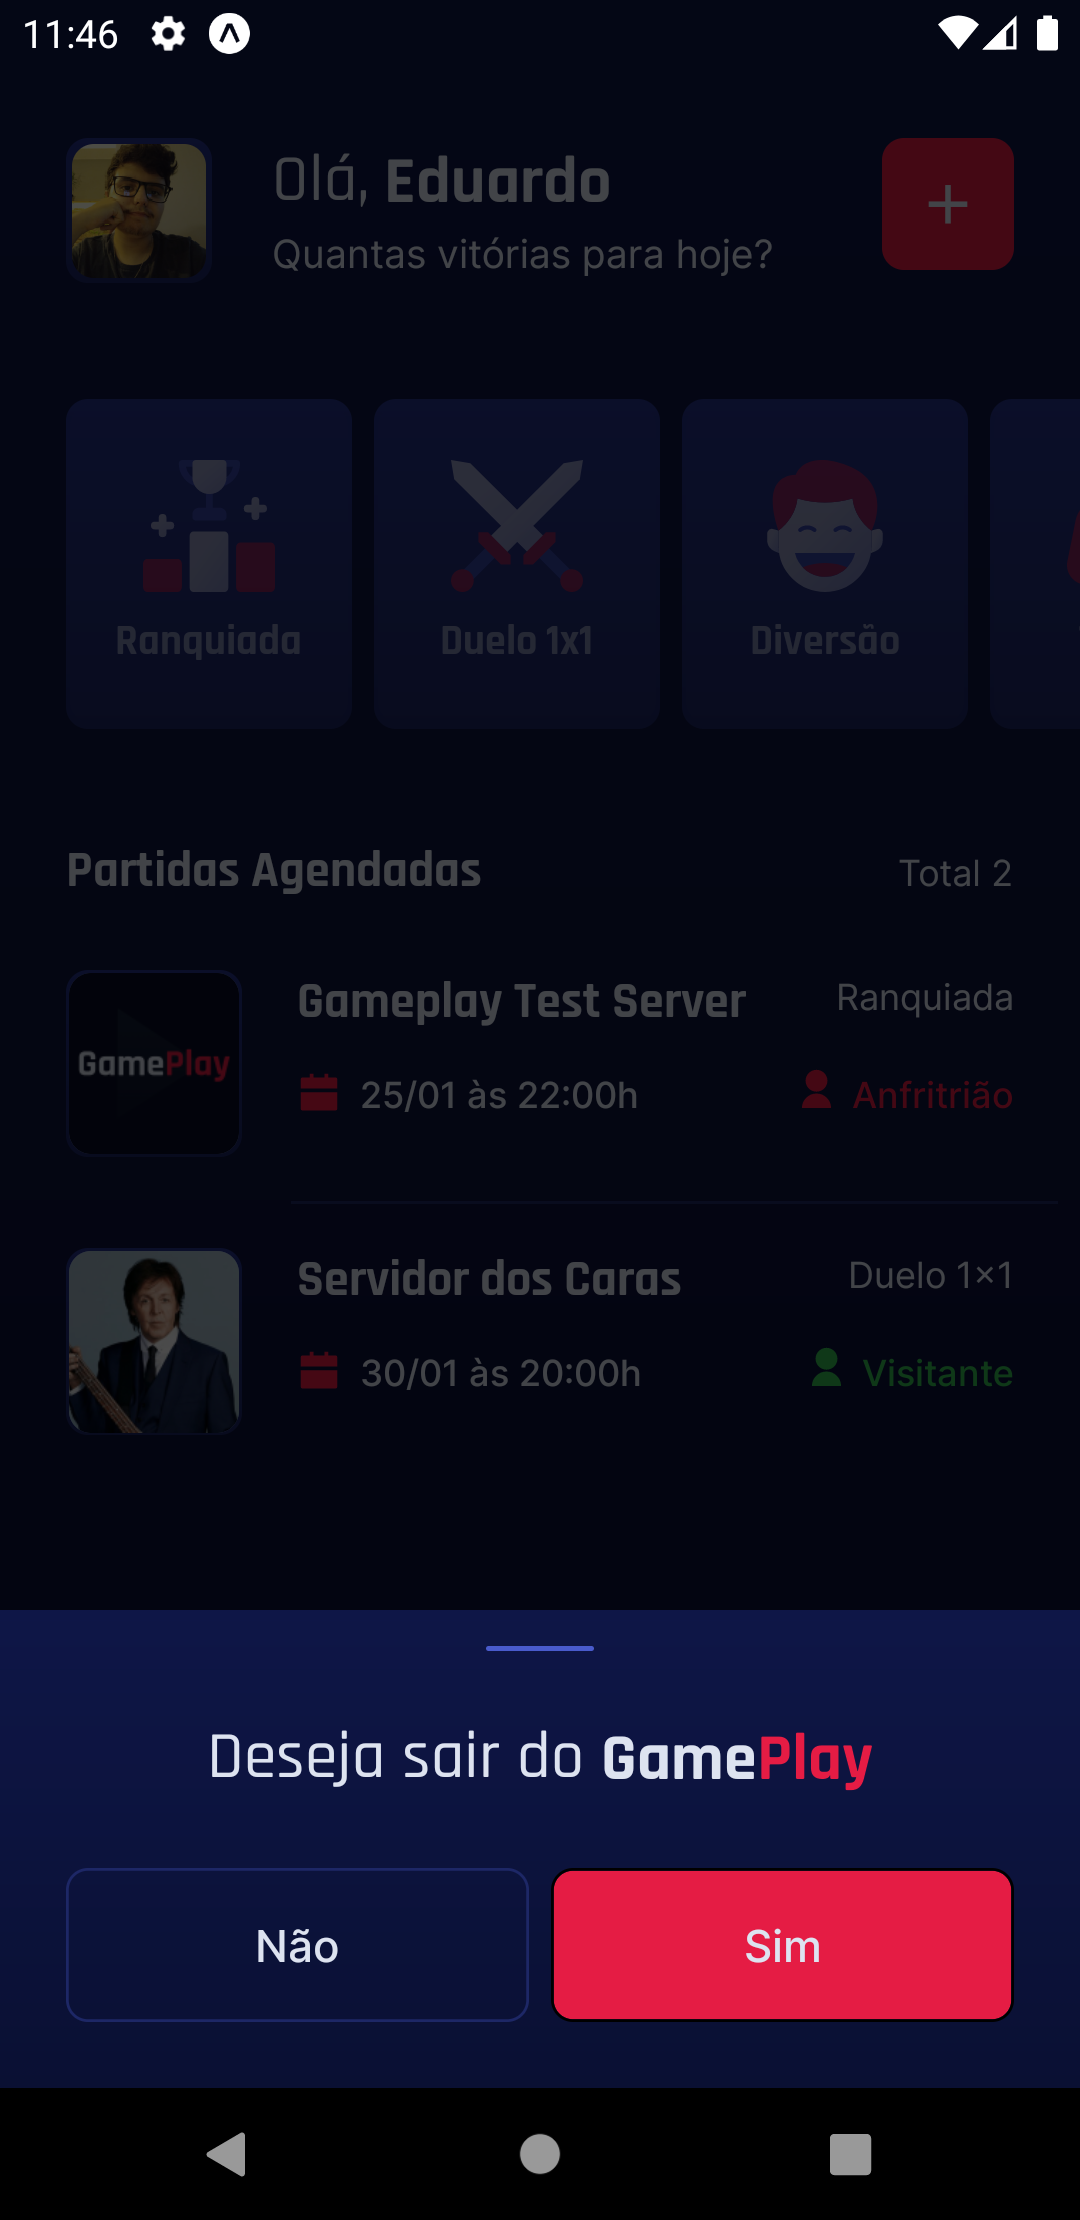 11:46
Olá, Eduardo
Quantas vitórias para hoje?
Ranquiada
Duelo 1x1
Diversão
Partidas Agendadas
Total 2
GamePlay
Gameplay Test Server
Ranquiada
25/01 às 22:00h
Anfritrião
Servidor dos Caras
Duelo 1×1
30/01 às 20:00h
Visitante
Deseja sair do GamePlay
Não
Sim